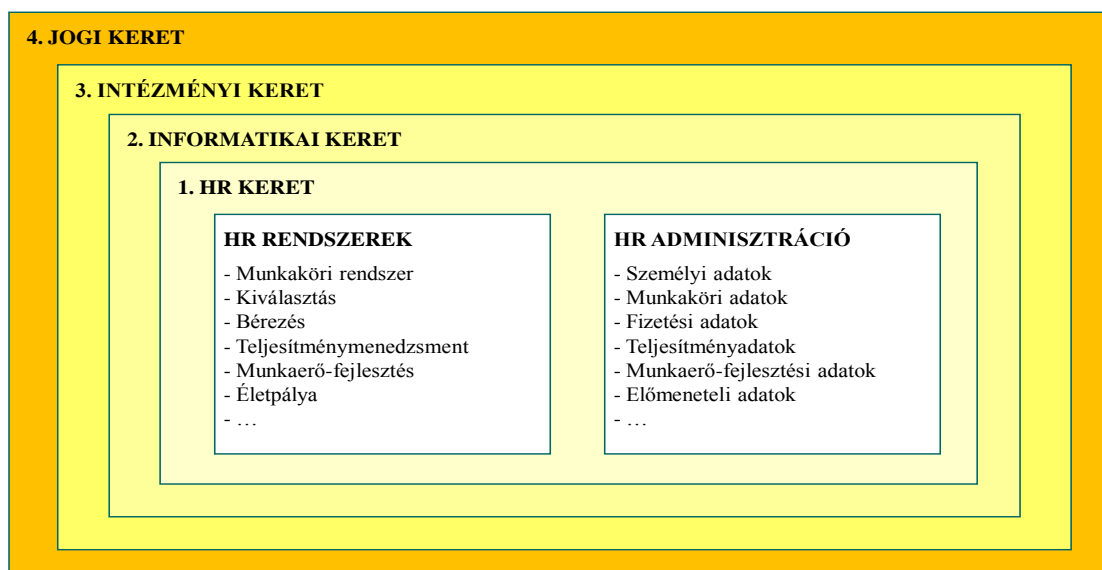 4. JOGI KERET
3. INTÉZMÉNYI KERET
2. INFORMATIKAI KERET
1. HR KERET
HR RENDSZEREK
- Munkaköri rendszer
- Kiválasztás
- Bérezés
- Teljesítménymenedzsment
- Munkaerő-fejlesztés
- Életpálya
- …
HR ADMINISZTRÁCIÓ
- Személyi adatok
- Munkaköri adatok
- Fizetési adatok
- Teljesítményadatok
- Munkaerő-fejlesztési adatok
- Előmeneteli adatok
- …